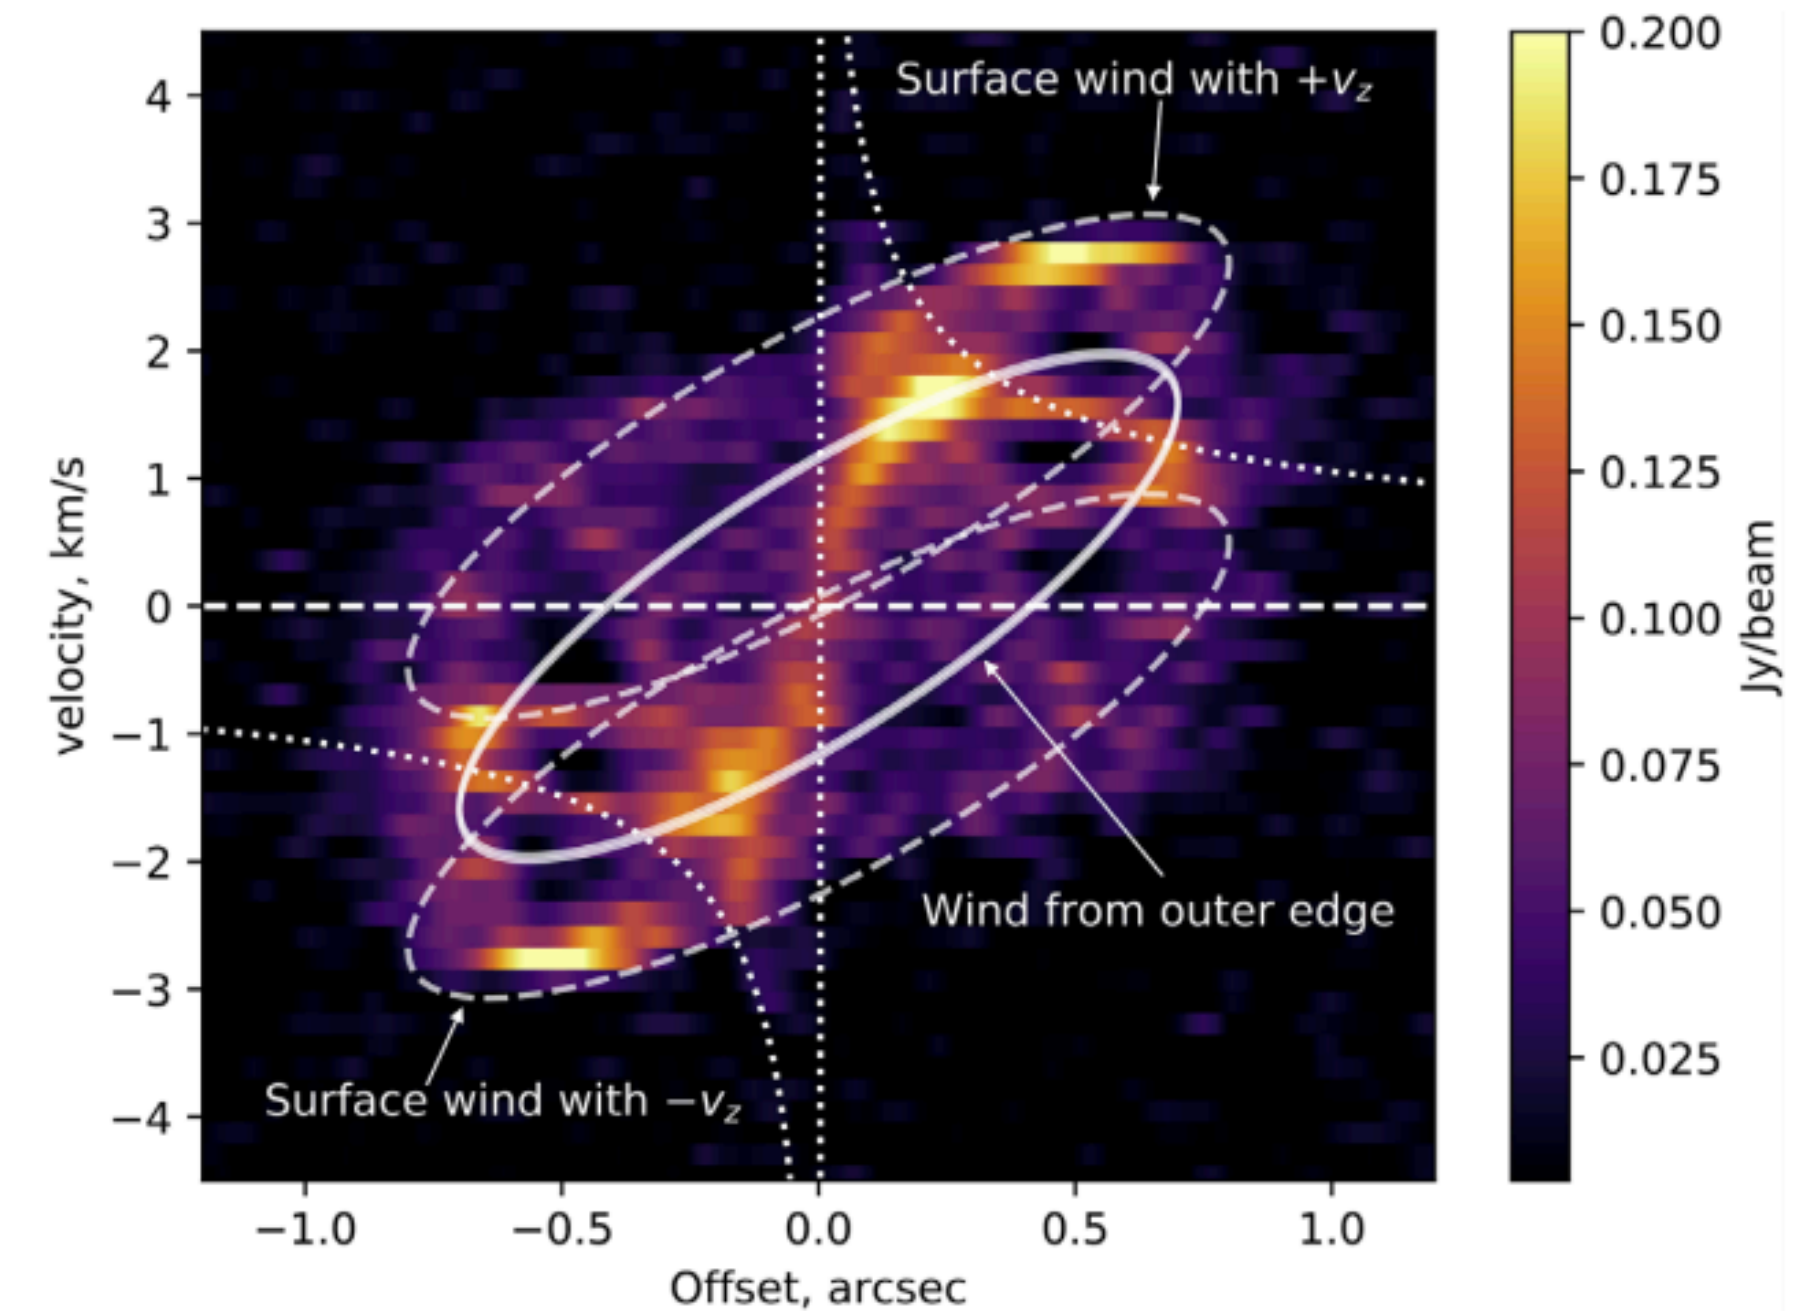 Surface wind with +v_z
Wind from outer edge
Surface wind with −v_z
4
3
2
1
0
−1
−2
−3
−4
velocity, km/s
−1.0 −0.5 0.0 0.5 1.0
Offset, arcsec
0.200
0.175
0.150
0.125
0.100
0.075
0.050
0.025
Jy/beam